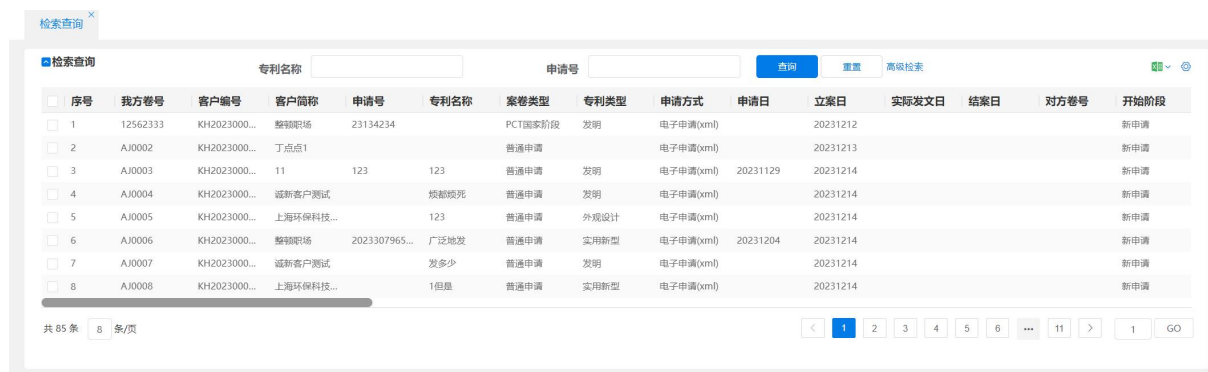 检索查询 ×
检索查询 专利名称 申请号 查询 重置 高级检索
序号 我方卷号 客户编号 客户简称 申请号 专利名称 案卷类型 专利类型 申请方式 申请日 立案日 实际发文日 结案日 对方卷号 开始阶段
1 12562333 KH2023000... 整顿职场 23134234 PCT国家阶段 发明 电子申请(xml) 20231212 新申请
2 AJ0002 KH2023000... 丁点点1 普通申请 电子申请(xml) 20231213 新申请
3 AJ0003 KH2023000... 11 123 123 普通申请 发明 电子申请(xml) 20231129 20231214 新申请
4 AJ0004 KH2023000... 诚新客户测试 烦都烦死 普通申请 发明 电子申请(xml) 20231214 新申请
5 AJ0005 KH2023000... 上海环保科技... 123 普通申请 外观设计 电子申请(xml) 20231214 新申请
6 AJ0006 KH2023000... 整顿职场 2023307965... 广泛地发 普通申请 实用新型 电子申请(xml) 20231204 20231214 新申请
7 AJ0007 KH2023000... 诚新客户测试 发多少 普通申请 发明 电子申请(xml) 20231214 新申请
8 AJ0008 KH2023000... 上海环保科技... 1但是 普通申请 实用新型 电子申请(xml) 20231214 新申请
共 85 条 8 条/页 < 1 2 3 4 5 6 ••• 11 > 1 GO